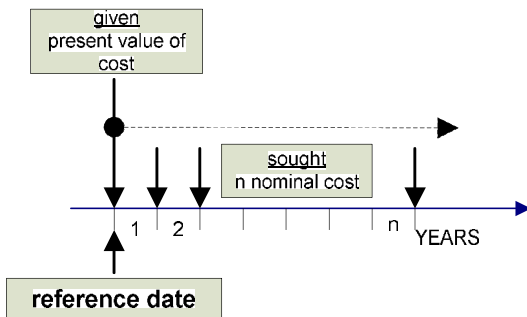 given
present value of
cost
sought
n nominal cost
1
2
n
YEARS
reference date